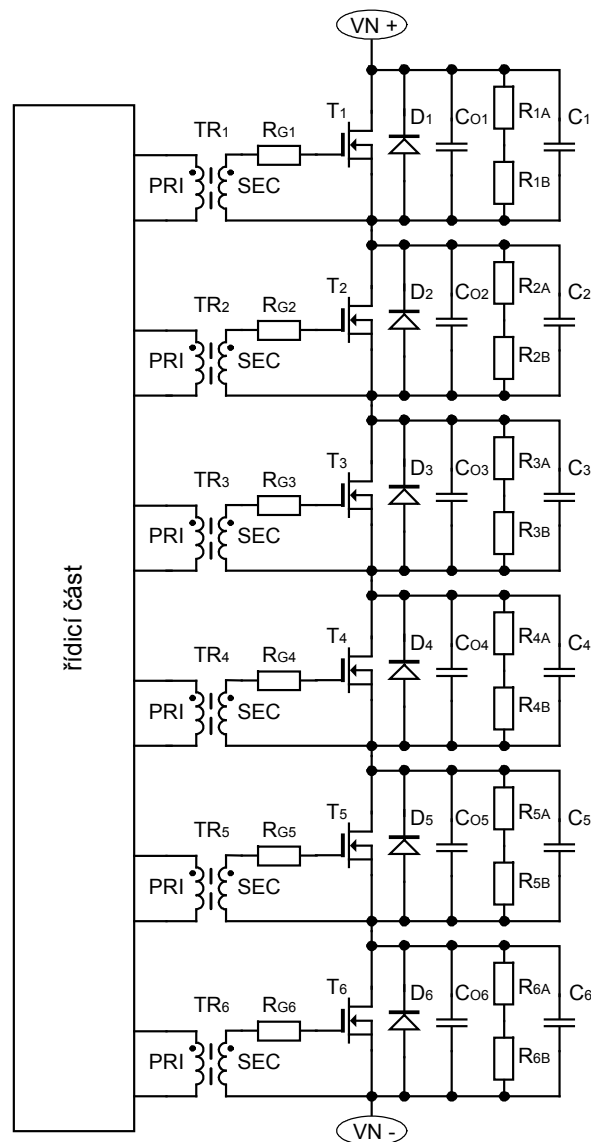 VN +
TR1 RG1 T1 D1 CO1 R1A C1
PRI SEC R1B
TR2 RG2 T2 D2 CO2 R2A C2
PRI SEC R2B
TR3 RG3 T3 D3 CO3 R3A C3
PRI SEC R3B
TR4 RG4 T4 D4 CO4 R4A C4
PRI SEC R4B
TR5 RG5 T5 D5 CO5 R5A C5
PRI SEC R5B
TR6 RG6 T6 D6 CO6 R6A C6
PRI SEC R6B
řídicí část
VN -